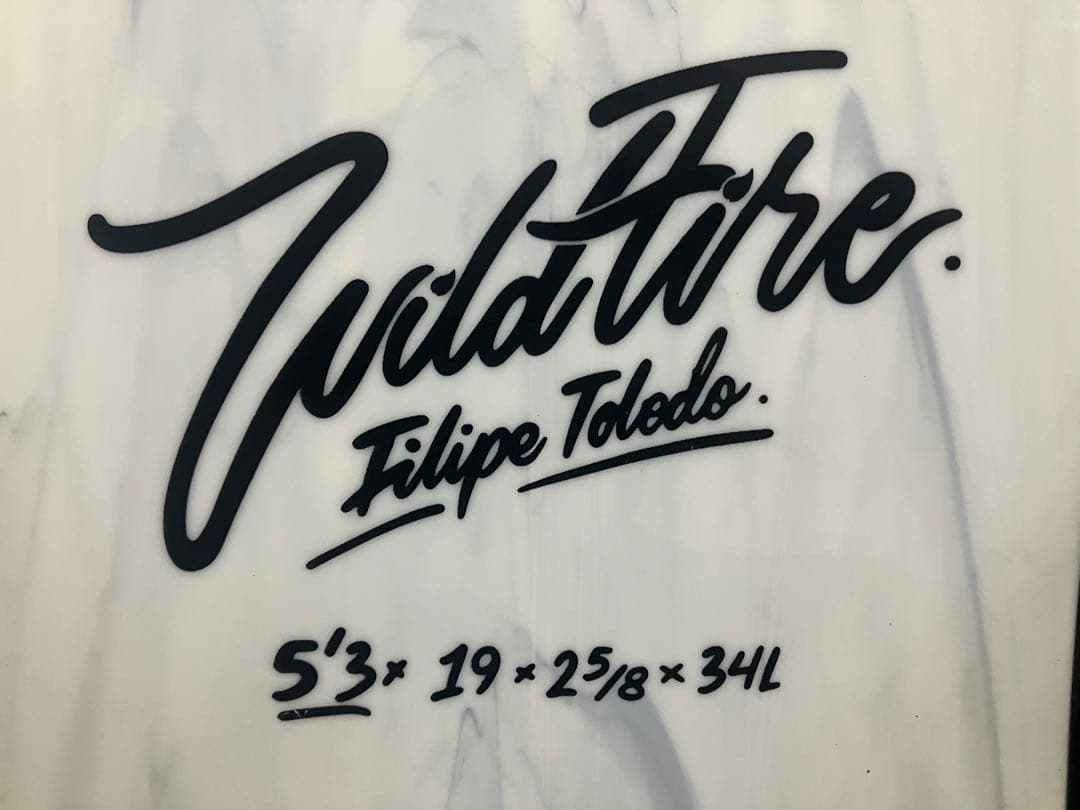 Wildfire.
Filipe Toledo.
5'3 x 19 x 2 5/8 x 34L